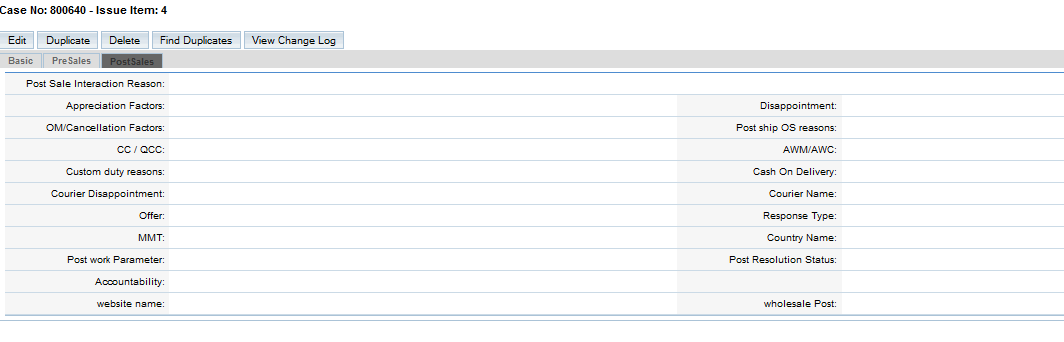 Case No: 800640 - Issue Item: 4
Edit Duplicate Delete Find Duplicates View Change Log
Basic PreSales PostSales
Post Sale Interaction Reason:
Appreciation Factors: Disappointment:
OM/Cancellation Factors: Post ship OS reasons:
CC / QCC: AWM/AWC:
Custom duty reasons: Cash On Delivery:
Courier Disappointment: Courier Name:
Offer: Response Type:
MMT: Country Name:
Post work Parameter: Post Resolution Status:
Accountability:
website name: wholesale Post: